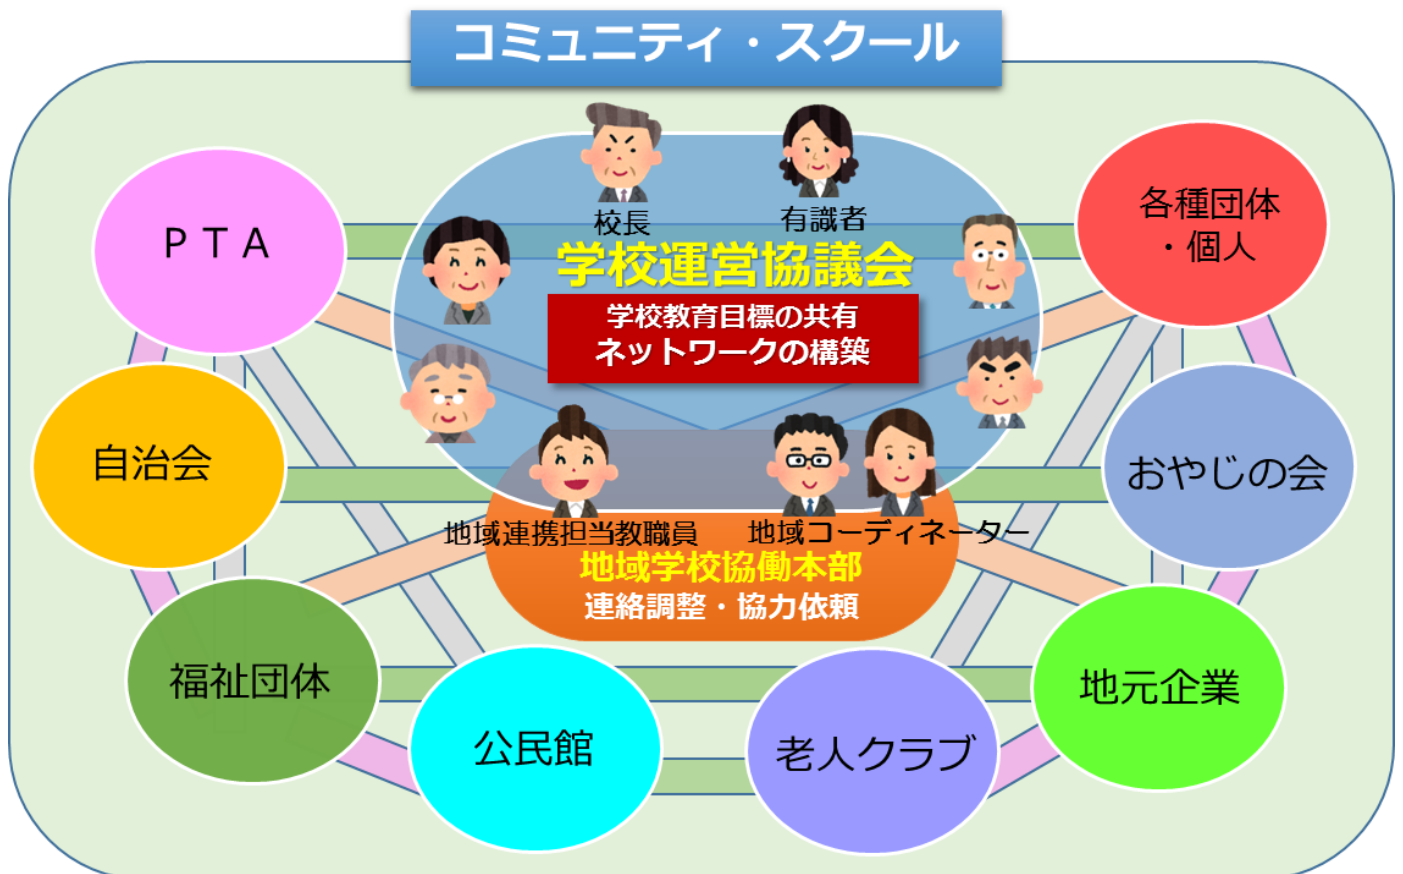 コミュニティ・スクール
校長
有識者
学校運営協議会
学校教育目標の共有
ネットワークの構築
ＰＴＡ
各種団体
・個人
自治会
おやじの会
地域連携担当教職員
地域コーディネーター
地域学校協働本部
連絡調整・協力依頼
福祉団体
地元企業
公民館
老人クラブ